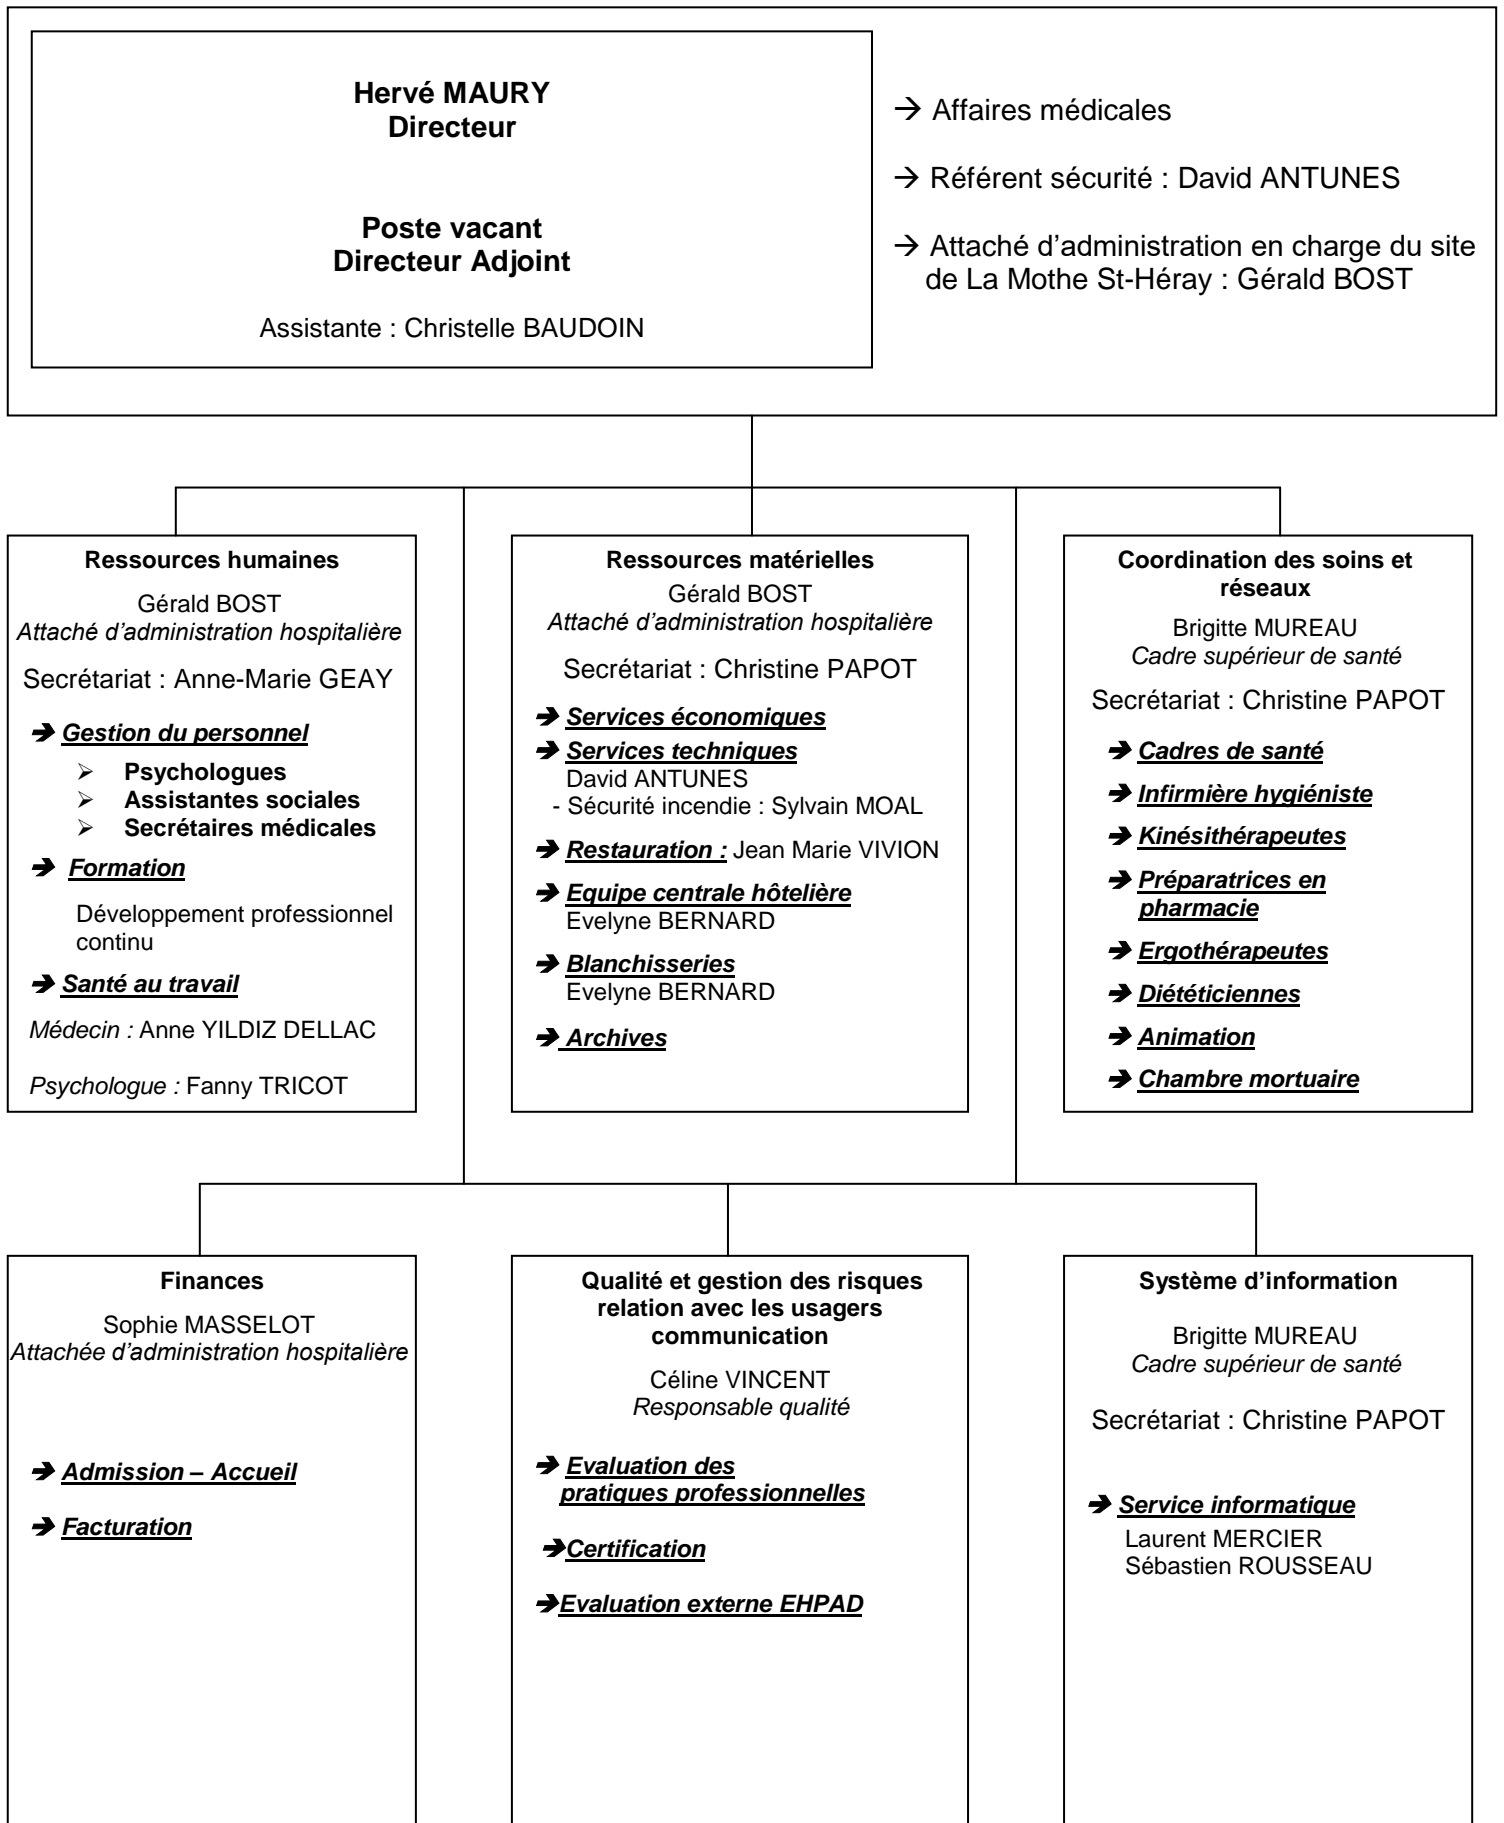 Hervé MAURY
Directeur
Poste vacant
Directeur Adjoint
Assistante : Christelle BAUDOIN
→ Affaires médicales
→ Référent sécurité : David ANTUNES
→ Attaché d’administration en charge du site
de La Mothe St-Héray : Gérald BOST
Ressources humaines
Gérald BOST
Attaché d’administration hospitalière
Secrétariat : Anne-Marie GEAY
➔ Gestion du personnel
➢ Psychologues
➢ Assistantes sociales
➢ Secrétaires médicales
➔ Formation
Développement professionnel
continu
➔ Santé au travail
Médecin : Anne YILDIZ DELLAC
Psychologue : Fanny TRICOT
Ressources matérielles
Gérald BOST
Attaché d’administration hospitalière
Secrétariat : Christine PAPOT
➔ Services économiques
➔ Services techniques
David ANTUNES
- Sécurité incendie : Sylvain MOAL
➔ Restauration : Jean Marie VIVION
➔ Equipe centrale hôtelière
Evelyne BERNARD
➔ Blanchisseries
Evelyne BERNARD
➔ Archives
Coordination des soins et
réseaux
Brigitte MUREAU
Cadre supérieur de santé
Secrétariat : Christine PAPOT
➔ Cadres de santé
➔ Infirmière hygiéniste
➔ Kinésithérapeutes
➔ Préparatrices en
pharmacie
➔ Ergothérapeutes
➔ Diététiciennes
➔ Animation
➔ Chambre mortuaire
Finances
Sophie MASSELOT
Attachée d’administration hospitalière
➔ Admission – Accueil
➔ Facturation
Qualité et gestion des risques
relation avec les usagers
communication
Céline VINCENT
Responsable qualité
➔ Evaluation des
pratiques professionnelles
➔Certification
➔Evaluation externe EHPAD
Système d’information
Brigitte MUREAU
Cadre supérieur de santé
Secrétariat : Christine PAPOT
➔ Service informatique
Laurent MERCIER
Sébastien ROUSSEAU